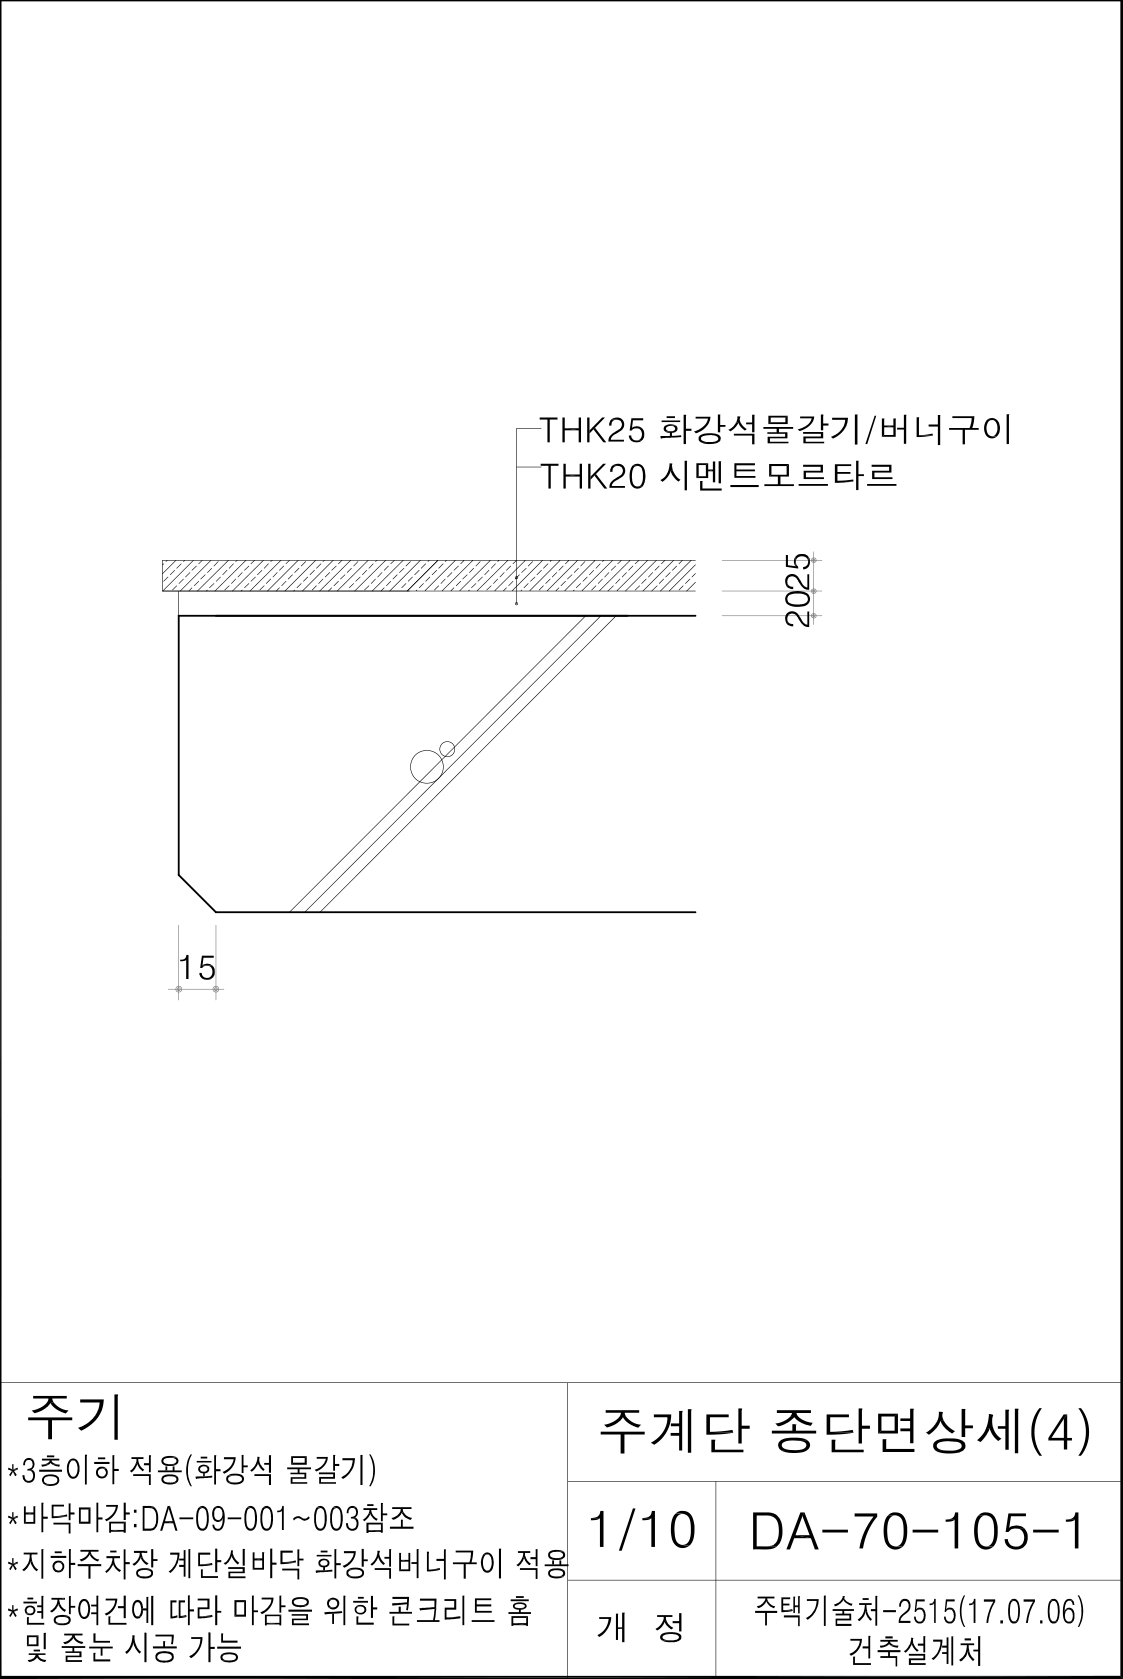 THK25 화강석물갈기/버너구이
THK20 시멘트모르타르
25
20
15
주기
*3층이하 적용(화강석 물갈기)
*바닥마감:DA-09-001~003참조
*지하주차장 계단실바닥 화강석버너구이 적용
*현장여건에 따라 마감을 위한 콘크리트 홈
및 줄눈 시공 가능
주계단 종단면상세(4)
1/10
DA-70-105-1
개 정
주택기술처-2515(17.07.06)
건축설계처